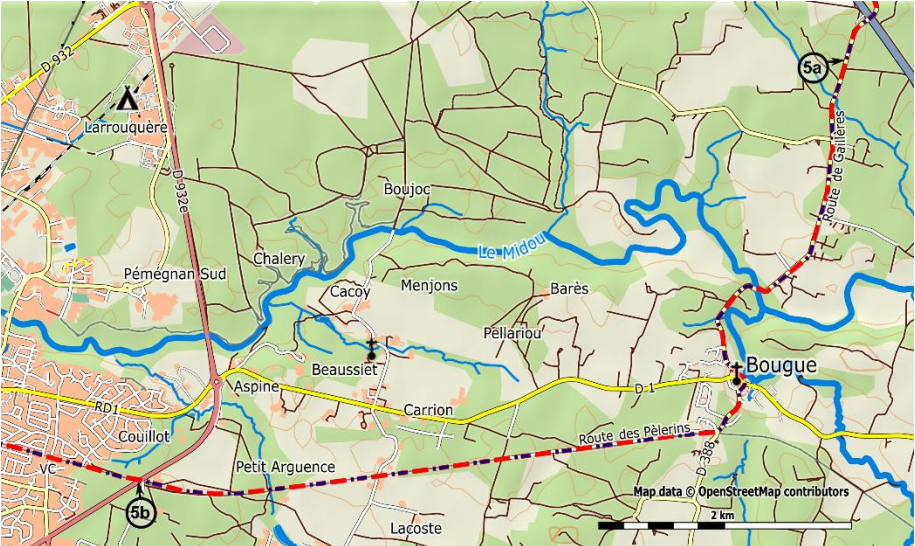 D-932
5a
Larrouquère
D-932e
Route de Gaillères
Boujoc
Le Midou
Chalery
Pémégnan Sud
Cacoy
Menjons
Barès
Pellariou
Beaussiet
Bougue
Aspine
D 1
RD1
Carrion
Couillot
Route des Pèlerins
VC
Petit Arguence
D-388
Map data © OpenStreetMap contributors
5b
2 km
Lacoste